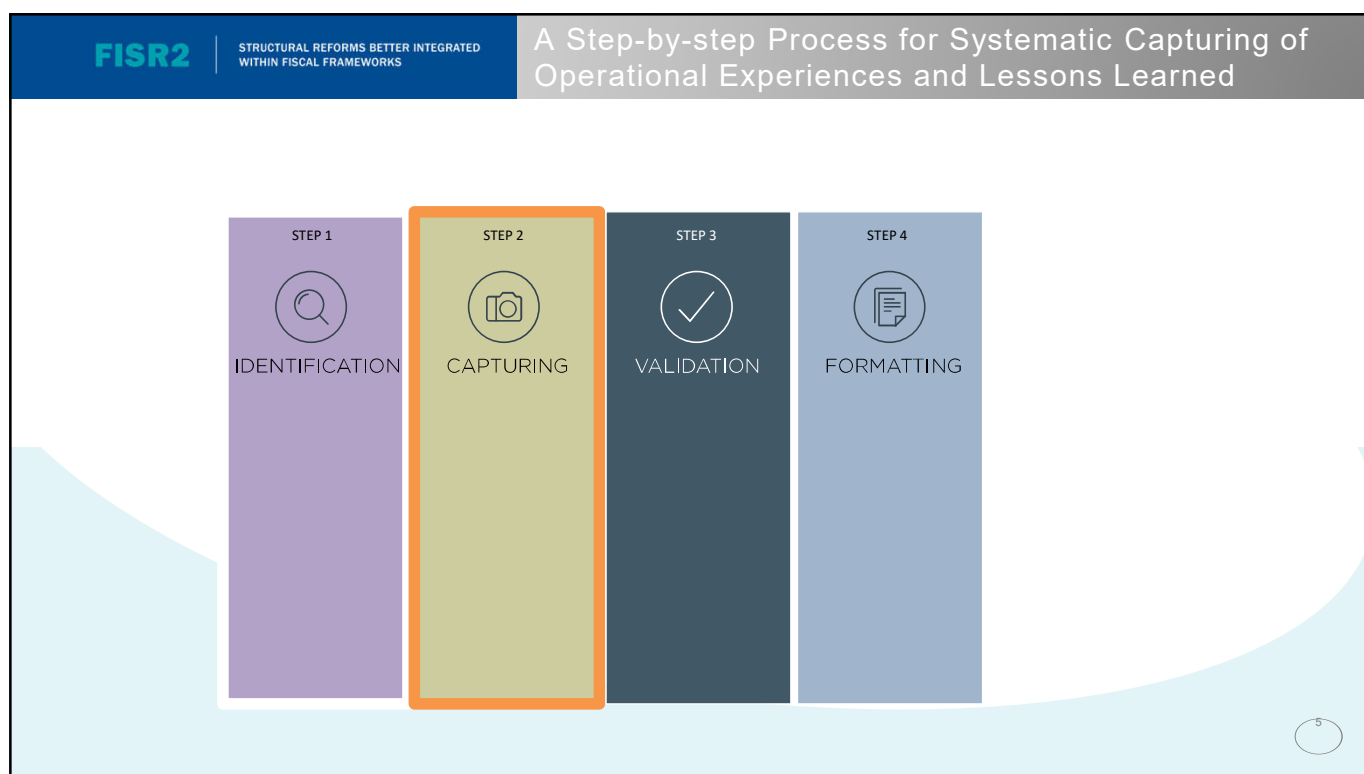 FISR2
STRUCTURAL REFORMS BETTER INTEGRATED
WITHIN FISCAL FRAMEWORKS
A Step-by-step Process for Systematic Capturing of
Operational Experiences and Lessons Learned
STEP 1
IDENTIFICATION
STEP 2
CAPTURING
STEP 3
VALIDATION
STEP 4
FORMATTING
5